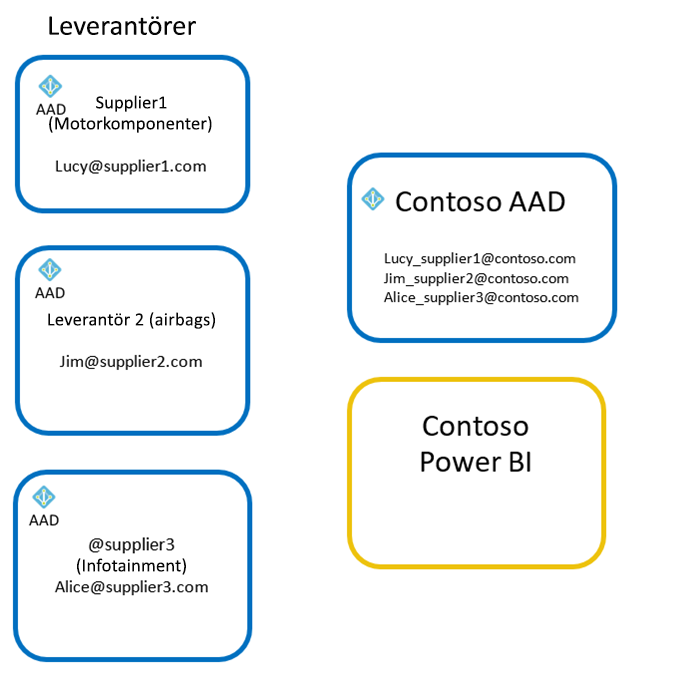 Leverantörer
AAD
Supplier1
(Motorkomponenter)
Lucy@supplier1.com
AAD
Leverantör 2 (airbags)
Jim@supplier2.com
AAD
@supplier3
(Infotainment)
Alice@supplier3.com
Contoso AAD
Lucy_supplier1@contoso.com
Jim_supplier2@contoso.com
Alice_supplier3@contoso.com
Contoso
Power BI